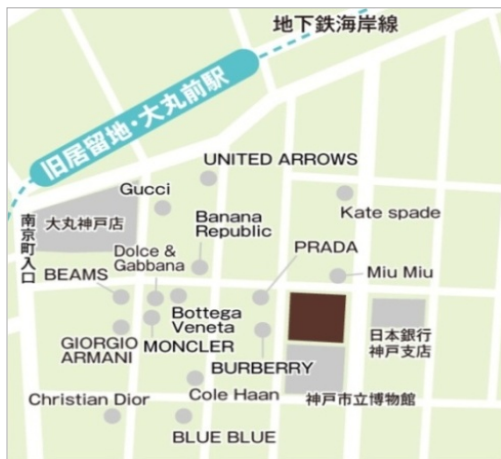 地下鉄海岸線
旧居留地・大丸前駅
UNITED ARROWS
Gucci
Kate spade
大丸神戸店
南京町入口
Banana
Republic
Dolce &
Gabbana
PRADA
BEAMS
Miu Miu
Bottega
Veneta
GIORGIO
ARMANI
MONCLER
日本銀行
神戸支店
BURBERRY
Christian Dior
Cole Haan
神戸市立博物館
BLUE BLUE